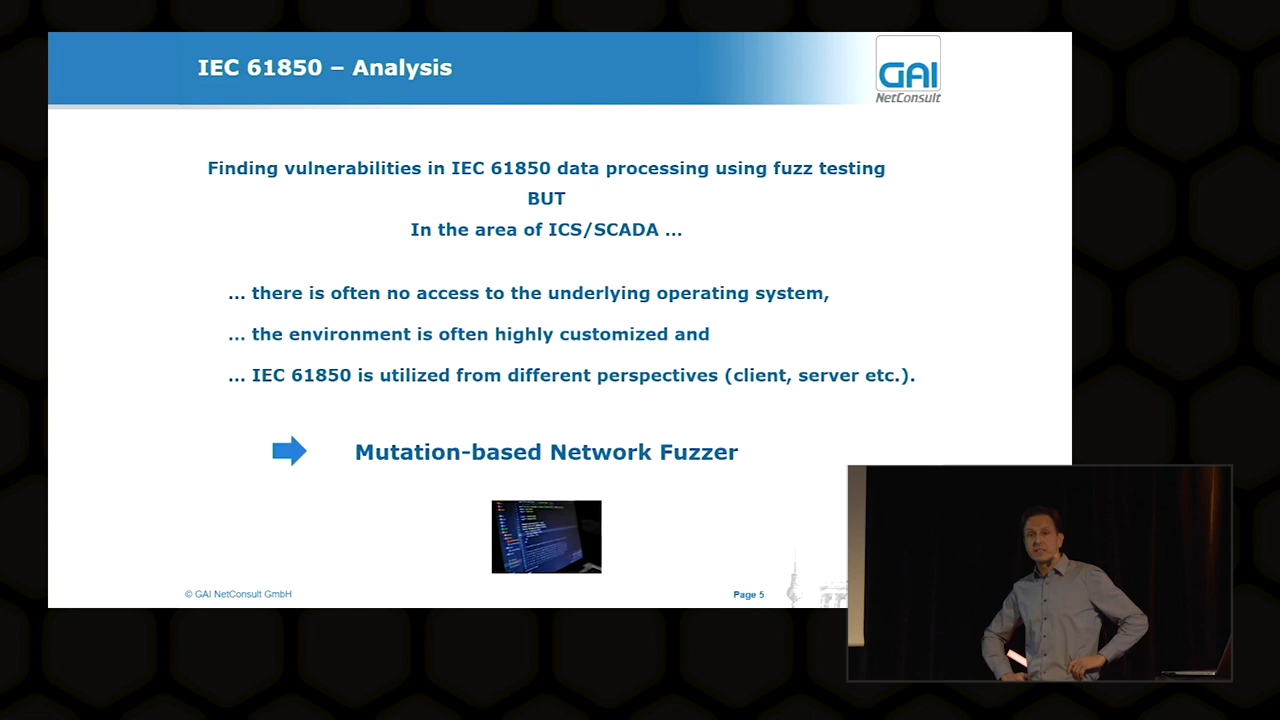 IEC 61850 – Analysis
GAI
NetConsult
Finding vulnerabilities in IEC 61850 data processing using fuzz testing
BUT
In the area of ICS/SCADA ...
... there is often no access to the underlying operating system,
... the environment is often highly customized and
... IEC 61850 is utilized from different perspectives (client, server etc.).
Mutation-based Network Fuzzer
© GAI NetConsult GmbH
Page 5